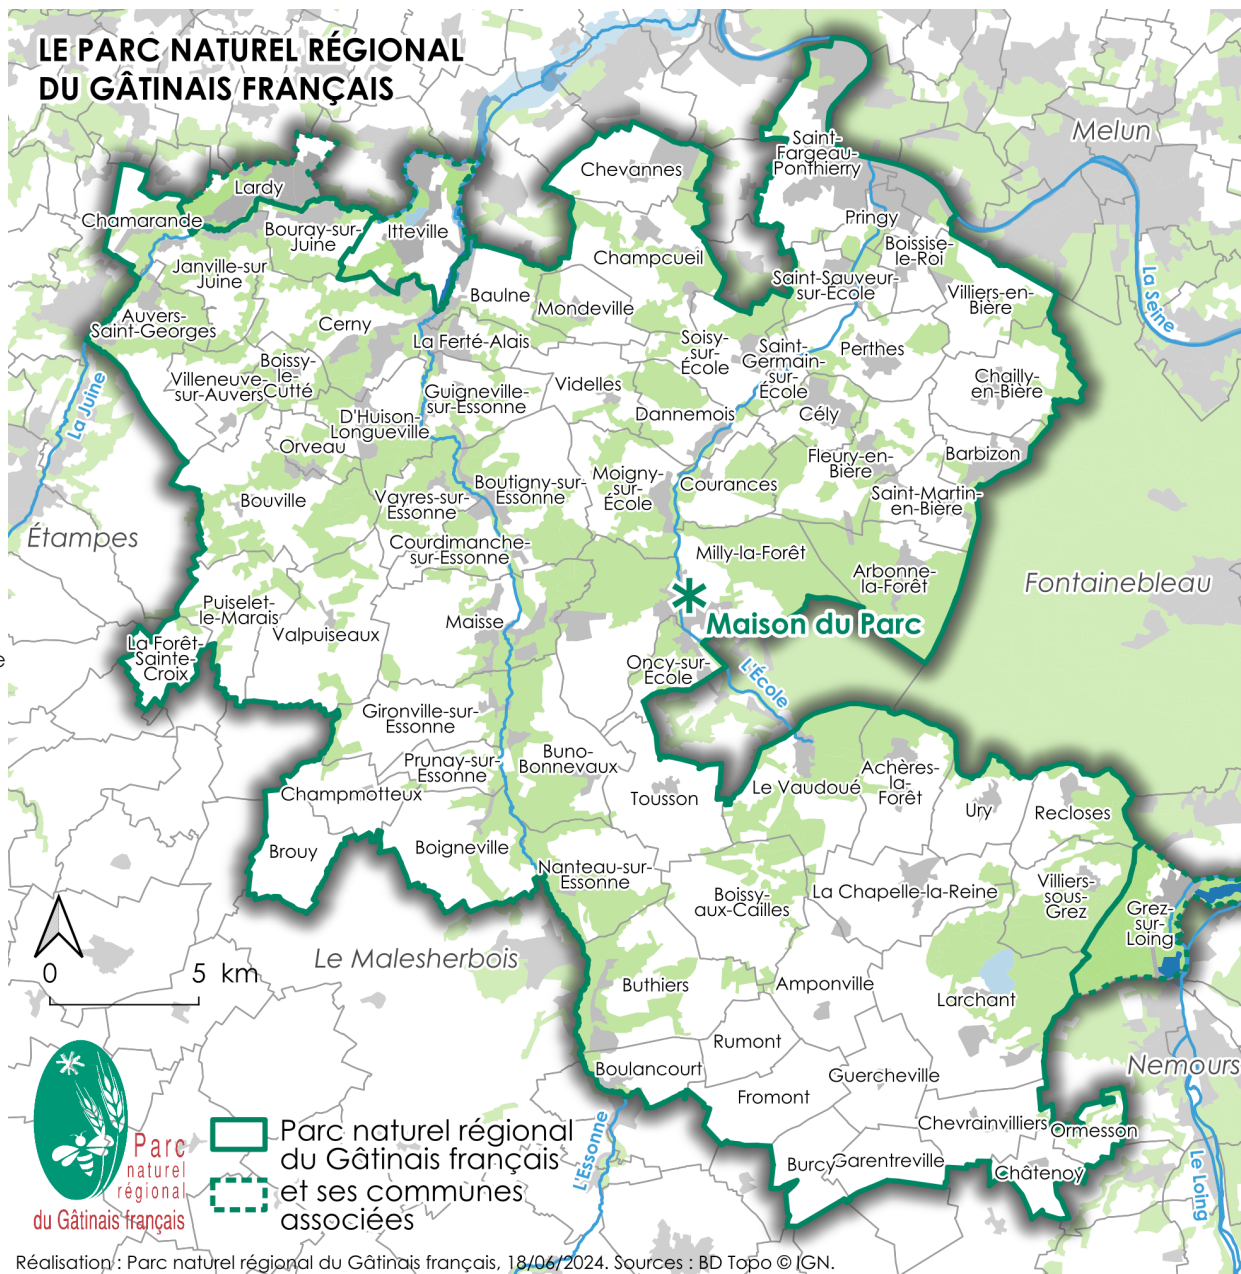 LE PARC NATUREL RÉGIONAL
DU GÂTINAIS FRANÇAIS
Melun
Saint-
Fargeau-
Ponthierry
Chevannes
Lardy
Chamarande
Bouray-sur-
Juine
Itteville
Pringy
Boissise-
le-Roi
Champcueil
Janville-sur
Juine
Saint-Sauveur-
sur-École
La Seine
Villiers-en-
Bière
Baulne
Mondeville
Auvers-
Saint-Georges
Cerny
La Ferté-Alais
Soisy-
sur-
École
Saint-
Germain-
sur-
École
Perthes
Boissy-
le-
Cutté
Villeneuve-
sur-Auvers
Guigneville-
sur-Essonne
Videlles
Chailly-
en-Bière
La Juine
D'Huison-
Longueville
Dannemois
Cély
Orveau
Fleury-en-
Bière
Barbizon
Bouville
Vayres-sur-
Essonne
Boutigny-sur-
Essonne
Moigny-
sur-
École
Courances
Saint-Martin-
en-Bière
Étampes
Courdimanche-
sur-Essonne
Milly-la-Forêt
Arbonne-
la-Forêt
Fontainebleau
Puiselet-
le-Marais
Valpuiseaux
Maisse
Maison du Parc
e
La Forêt-
Sainte-
Croix
Oncy-sur-
École
L'École
Gironville-sur-
Essonne
Prunay-sur-
Essonne
Buno-
Bonnevaux
Champmotteux
Tousson
Le Vaudoué
Achères-
la-
Forêt
Ury
Recloses
Brouy
Boigneville
Nanteau-sur-
Essonne
Boissy-
aux-Cailles
La Chapelle-la-Reine
Villiers-
sous-
Grez
Grez-
sur-
Loing
Le Malesherbois
0 5 km
Buthiers
Amponville
Larchant
Rumont
Boulancourt
Guercheville
Nemours
Fromont
Chevrainvilliers
Ormesson
Burcy
Garentreville
Châtenoy
L'Essonne
Le Loing
Parc
naturel
régional
du Gâtinais français
Parc naturel régional
du Gâtinais français
et ses communes
associées
Réalisation : Parc naturel régional du Gâtinais français, 18/06/2024. Sources : BD Topo © IGN.